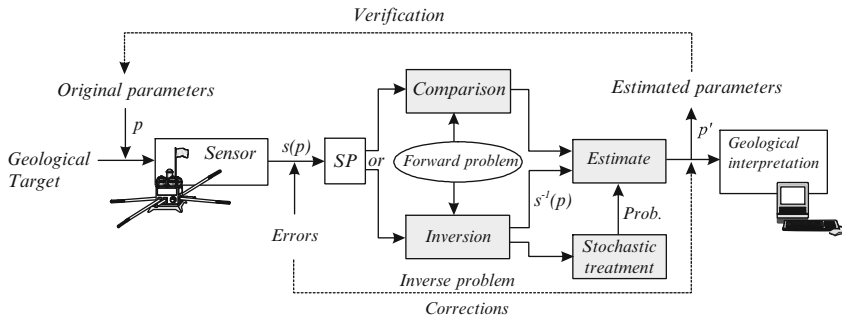 Verification
Original parameters
p
Geological
Target
Sensor
s(p)
Errors
SP
or
Comparison
Forward problem
Inversion
s⁻¹(p)
Estimate
Prob.
Stochastic
treatment
Estimated parameters
p'
Geological
interpretation
Inverse problem
Corrections